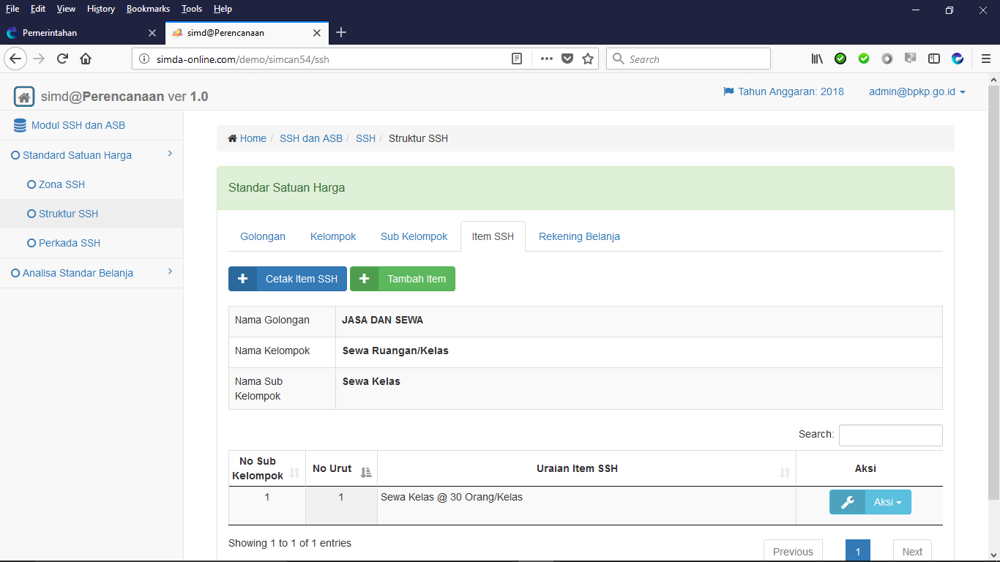 File Edit View History Bookmarks Tools Help
Pemerintahan
simd@Perencanaan
simda-online.com/demo/simcan54/ssh
Search
simd@Perencanaan ver 1.0
Tahun Anggaran: 2018
admin@bpkp.go.id
Modul SSH dan ASB
Standard Satuan Harga
Zona SSH
Struktur SSH
Perkada SSH
Analisa Standar Belanja
Home / SSH dan ASB / SSH / Struktur SSH
Standar Satuan Harga
Golongan
Kelompok
Sub Kelompok
Item SSH
Rekening Belanja
Cetak Item SSH
Tambah Item
Nama Golongan JASA DAN SEWA
Nama Kelompok Sewa Ruangan/Kelas
Nama Sub
Kelompok
Sewa Kelas
Search:
No Sub
Kelompok
No Urut
Uraian Item SSH
Aksi
1 1 Sewa Kelas @ 30 Orang/Kelas Aksi
Showing 1 to 1 of 1 entries
Previous 1 Next